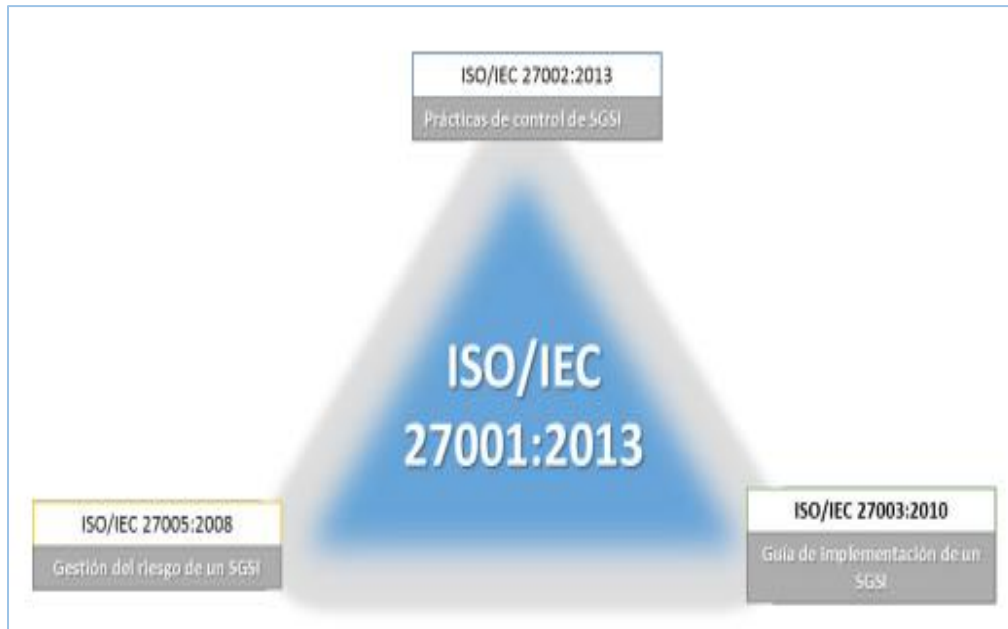 ISO/IEC 27002:2013
Prácticas de control de SGSI
ISO/IEC
27001:2013
ISO/IEC 27005:2008
Gestión del riesgo de un SGSI
ISO/IEC 27003:2010
Guía de implementación de un
SGSI